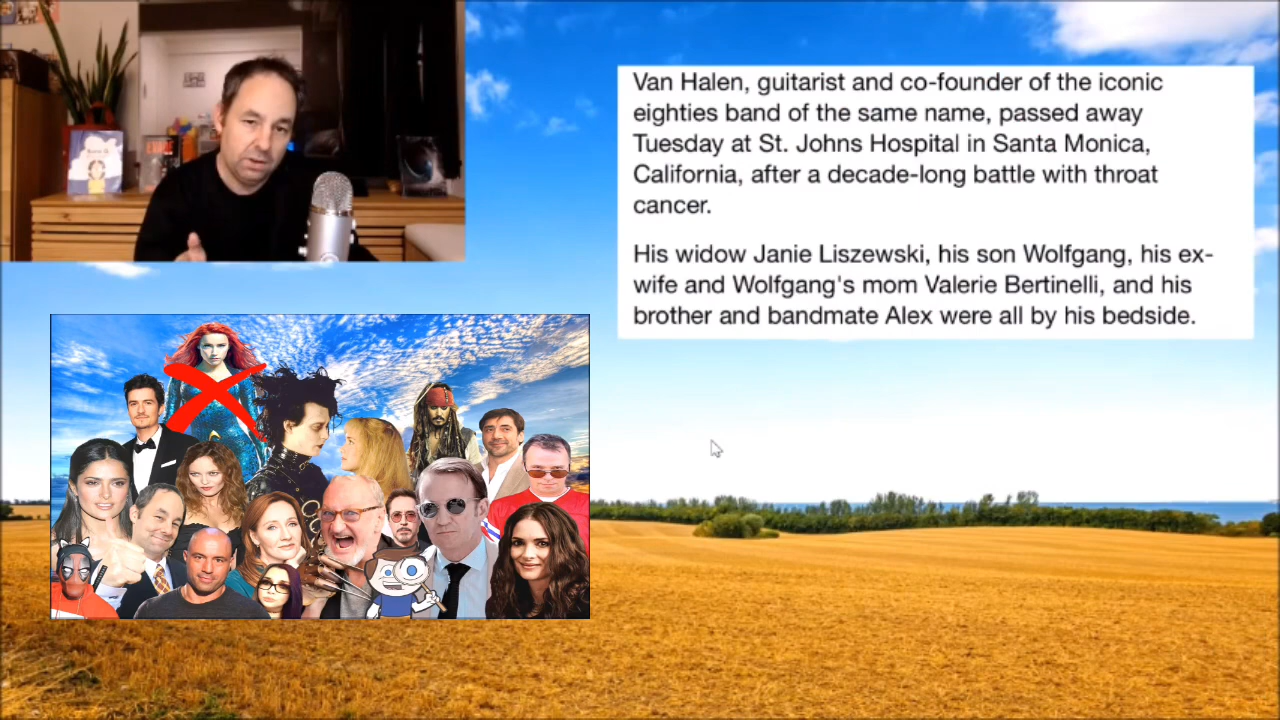 Van Halen, guitarist and co-founder of the iconic
eighties band of the same name, passed away
Tuesday at St. Johns Hospital in Santa Monica,
California, after a decade-long battle with throat
cancer.
His widow Janie Liszewski, his son Wolfgang, his ex-
wife and Wolfgang's mom Valerie Bertinelli, and his
brother and bandmate Alex were all by his bedside.